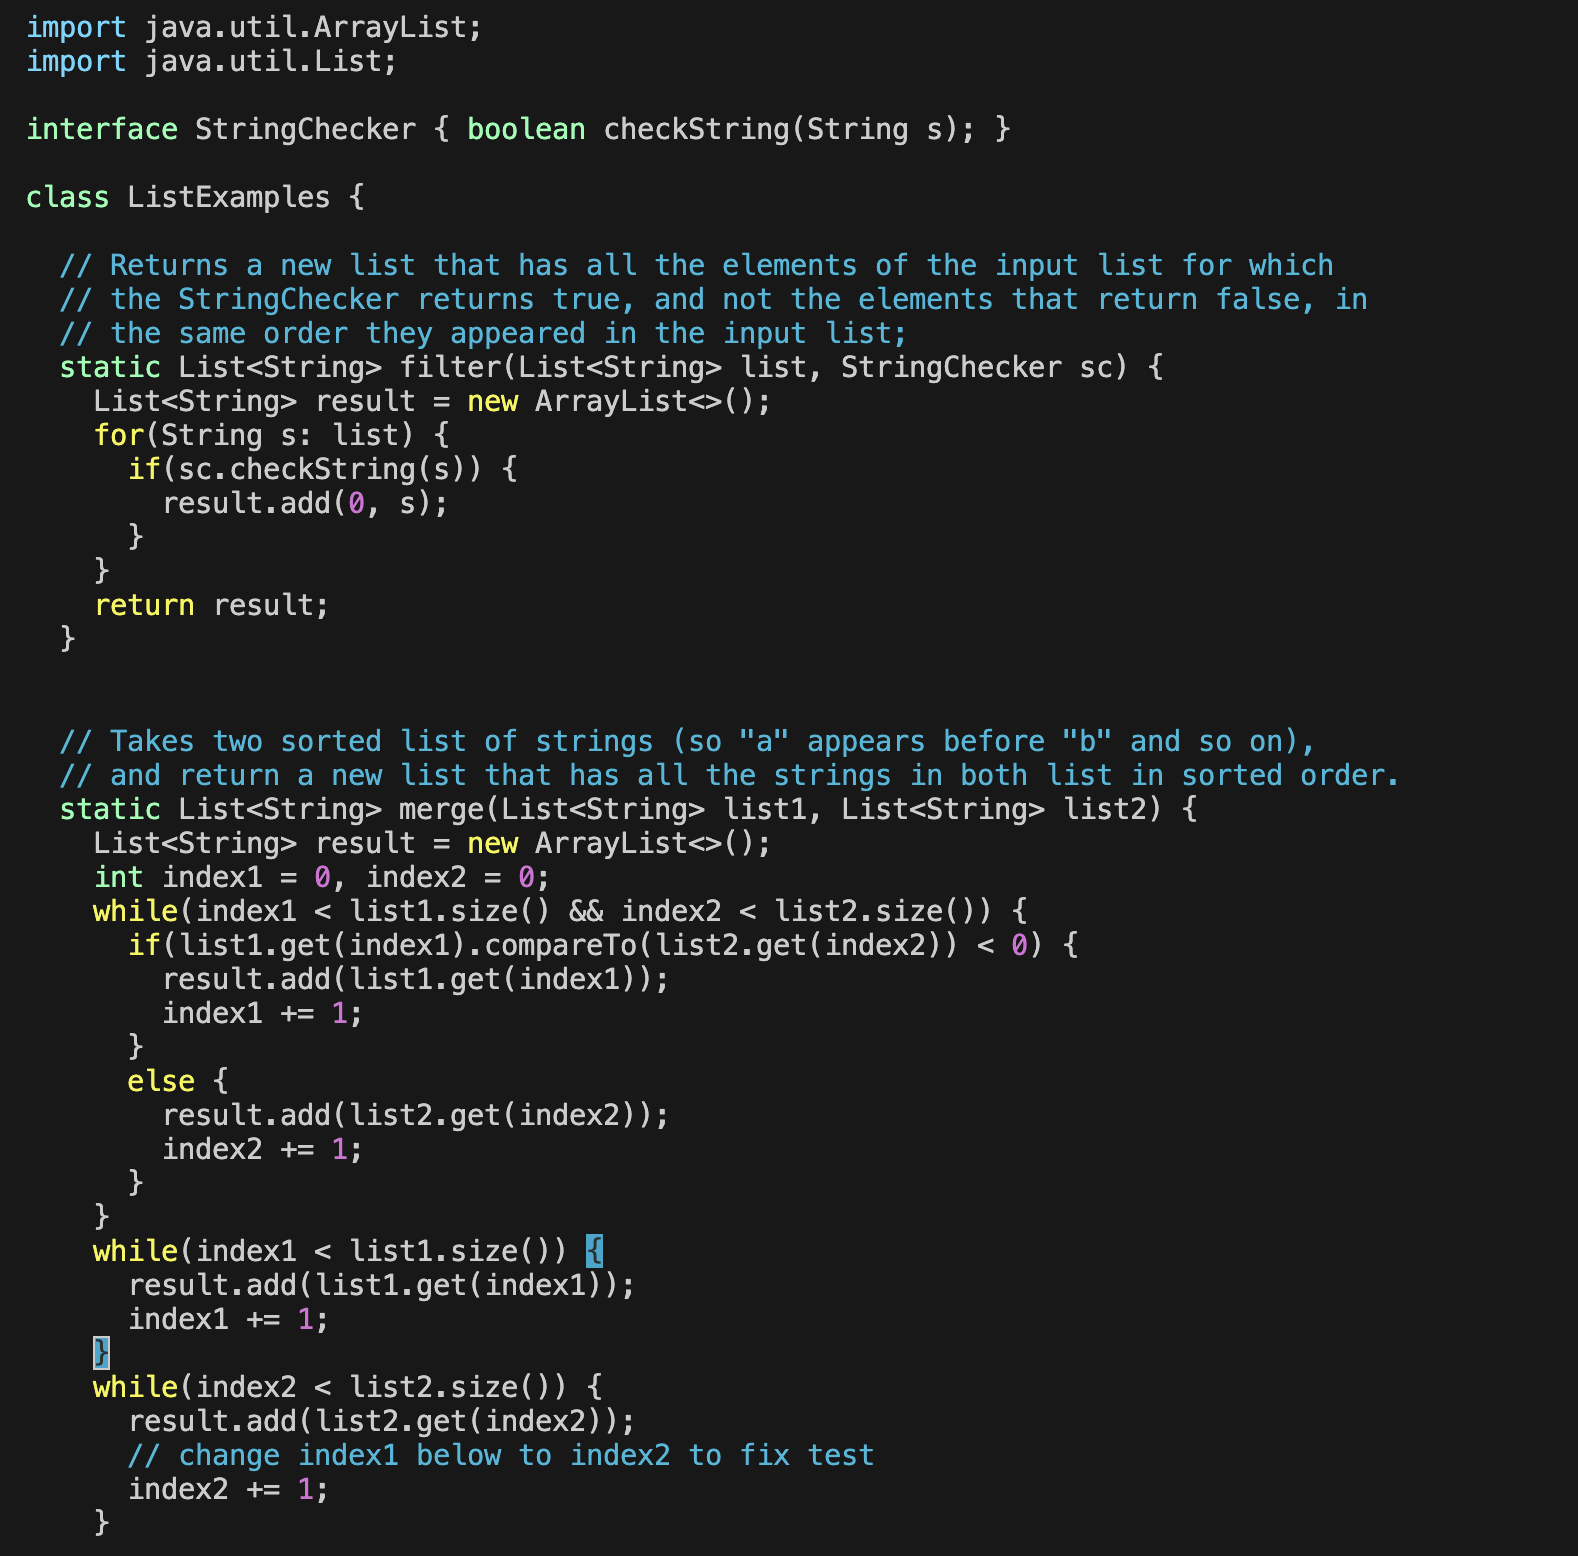 import java.util.ArrayList;
import java.util.List;

interface StringChecker { boolean checkString(String s); }

class ListExamples {

  // Returns a new list that has all the elements of the input list for which
  // the StringChecker returns true, and not the elements that return false, in
  // the same order they appeared in the input list;
  static List<String> filter(List<String> list, StringChecker sc) {
    List<String> result = new ArrayList<>();
    for(String s: list) {
      if(sc.checkString(s)) {
        result.add(0, s);
      }
    }
    return result;
  }


  // Takes two sorted list of strings (so "a" appears before "b" and so on),
  // and return a new list that has all the strings in both list in sorted order.
  static List<String> merge(List<String> list1, List<String> list2) {
    List<String> result = new ArrayList<>();
    int index1 = 0, index2 = 0;
    while(index1 < list1.size() && index2 < list2.size()) {
      if(list1.get(index1).compareTo(list2.get(index2)) < 0) {
        result.add(list1.get(index1));
        index1 += 1;
      }
      else {
        result.add(list2.get(index2));
        index2 += 1;
      }
    }
    while(index1 < list1.size()) {
      result.add(list1.get(index1));
      index1 += 1;
    }
    while(index2 < list2.size()) {
      result.add(list2.get(index2));
      // change index1 below to index2 to fix test
      index2 += 1;
    }